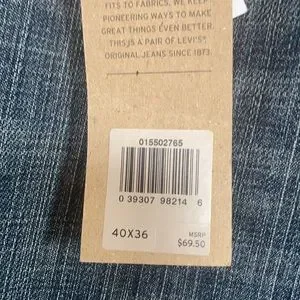 FITS TO FABRICS, WE KEEP
PIONEERING WAYS TO MAKE
GREAT THINGS EVEN BETTER.
THIS IS A PAIR OF LEVI'S®
ORIGINAL JEANS SINCE 1873.
015502765
0 39307 98214 6
40X36
MSRP
$69.50